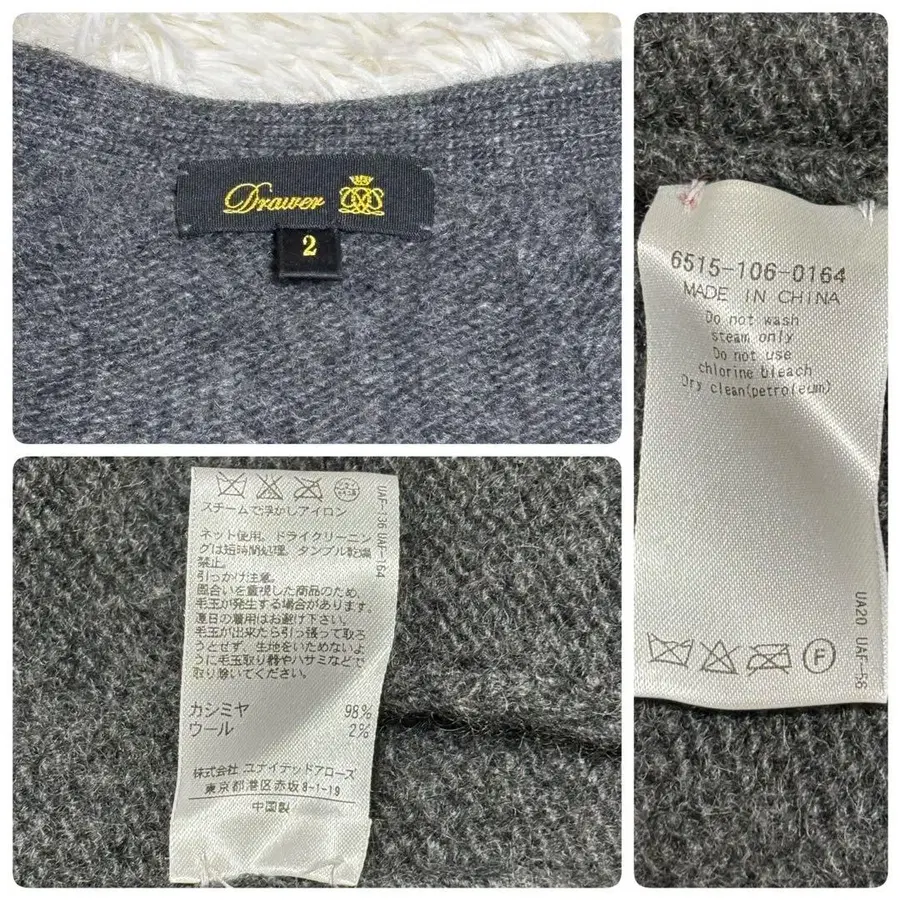 Drawer
2
6515-106-0164
MADE IN CHINA
Do not wash
steam only
Do not use
chlorine bleach
Dry clean(petroleum)
UA20 UAF-56
F
UAF-136 UAF-164
スチームで浮かしアイロン
ネット使用、ドライクリーニン
グは短時間処理、タンブル乾燥
禁止。
引っかけ注意。
風合いを重視した商品のため、
毛玉が発生する場合があります。
連日の着用はお避け下さい。
毛玉が出来たら引っ張って取ろ
うとせず、生地をいためないよ
うに毛玉取り器やハサミなどで
取り除いてください。
カシミヤ 98%
ウール 2%
株式会社 ユナイテッドアローズ
東京都港区赤坂8-1-19
中国製